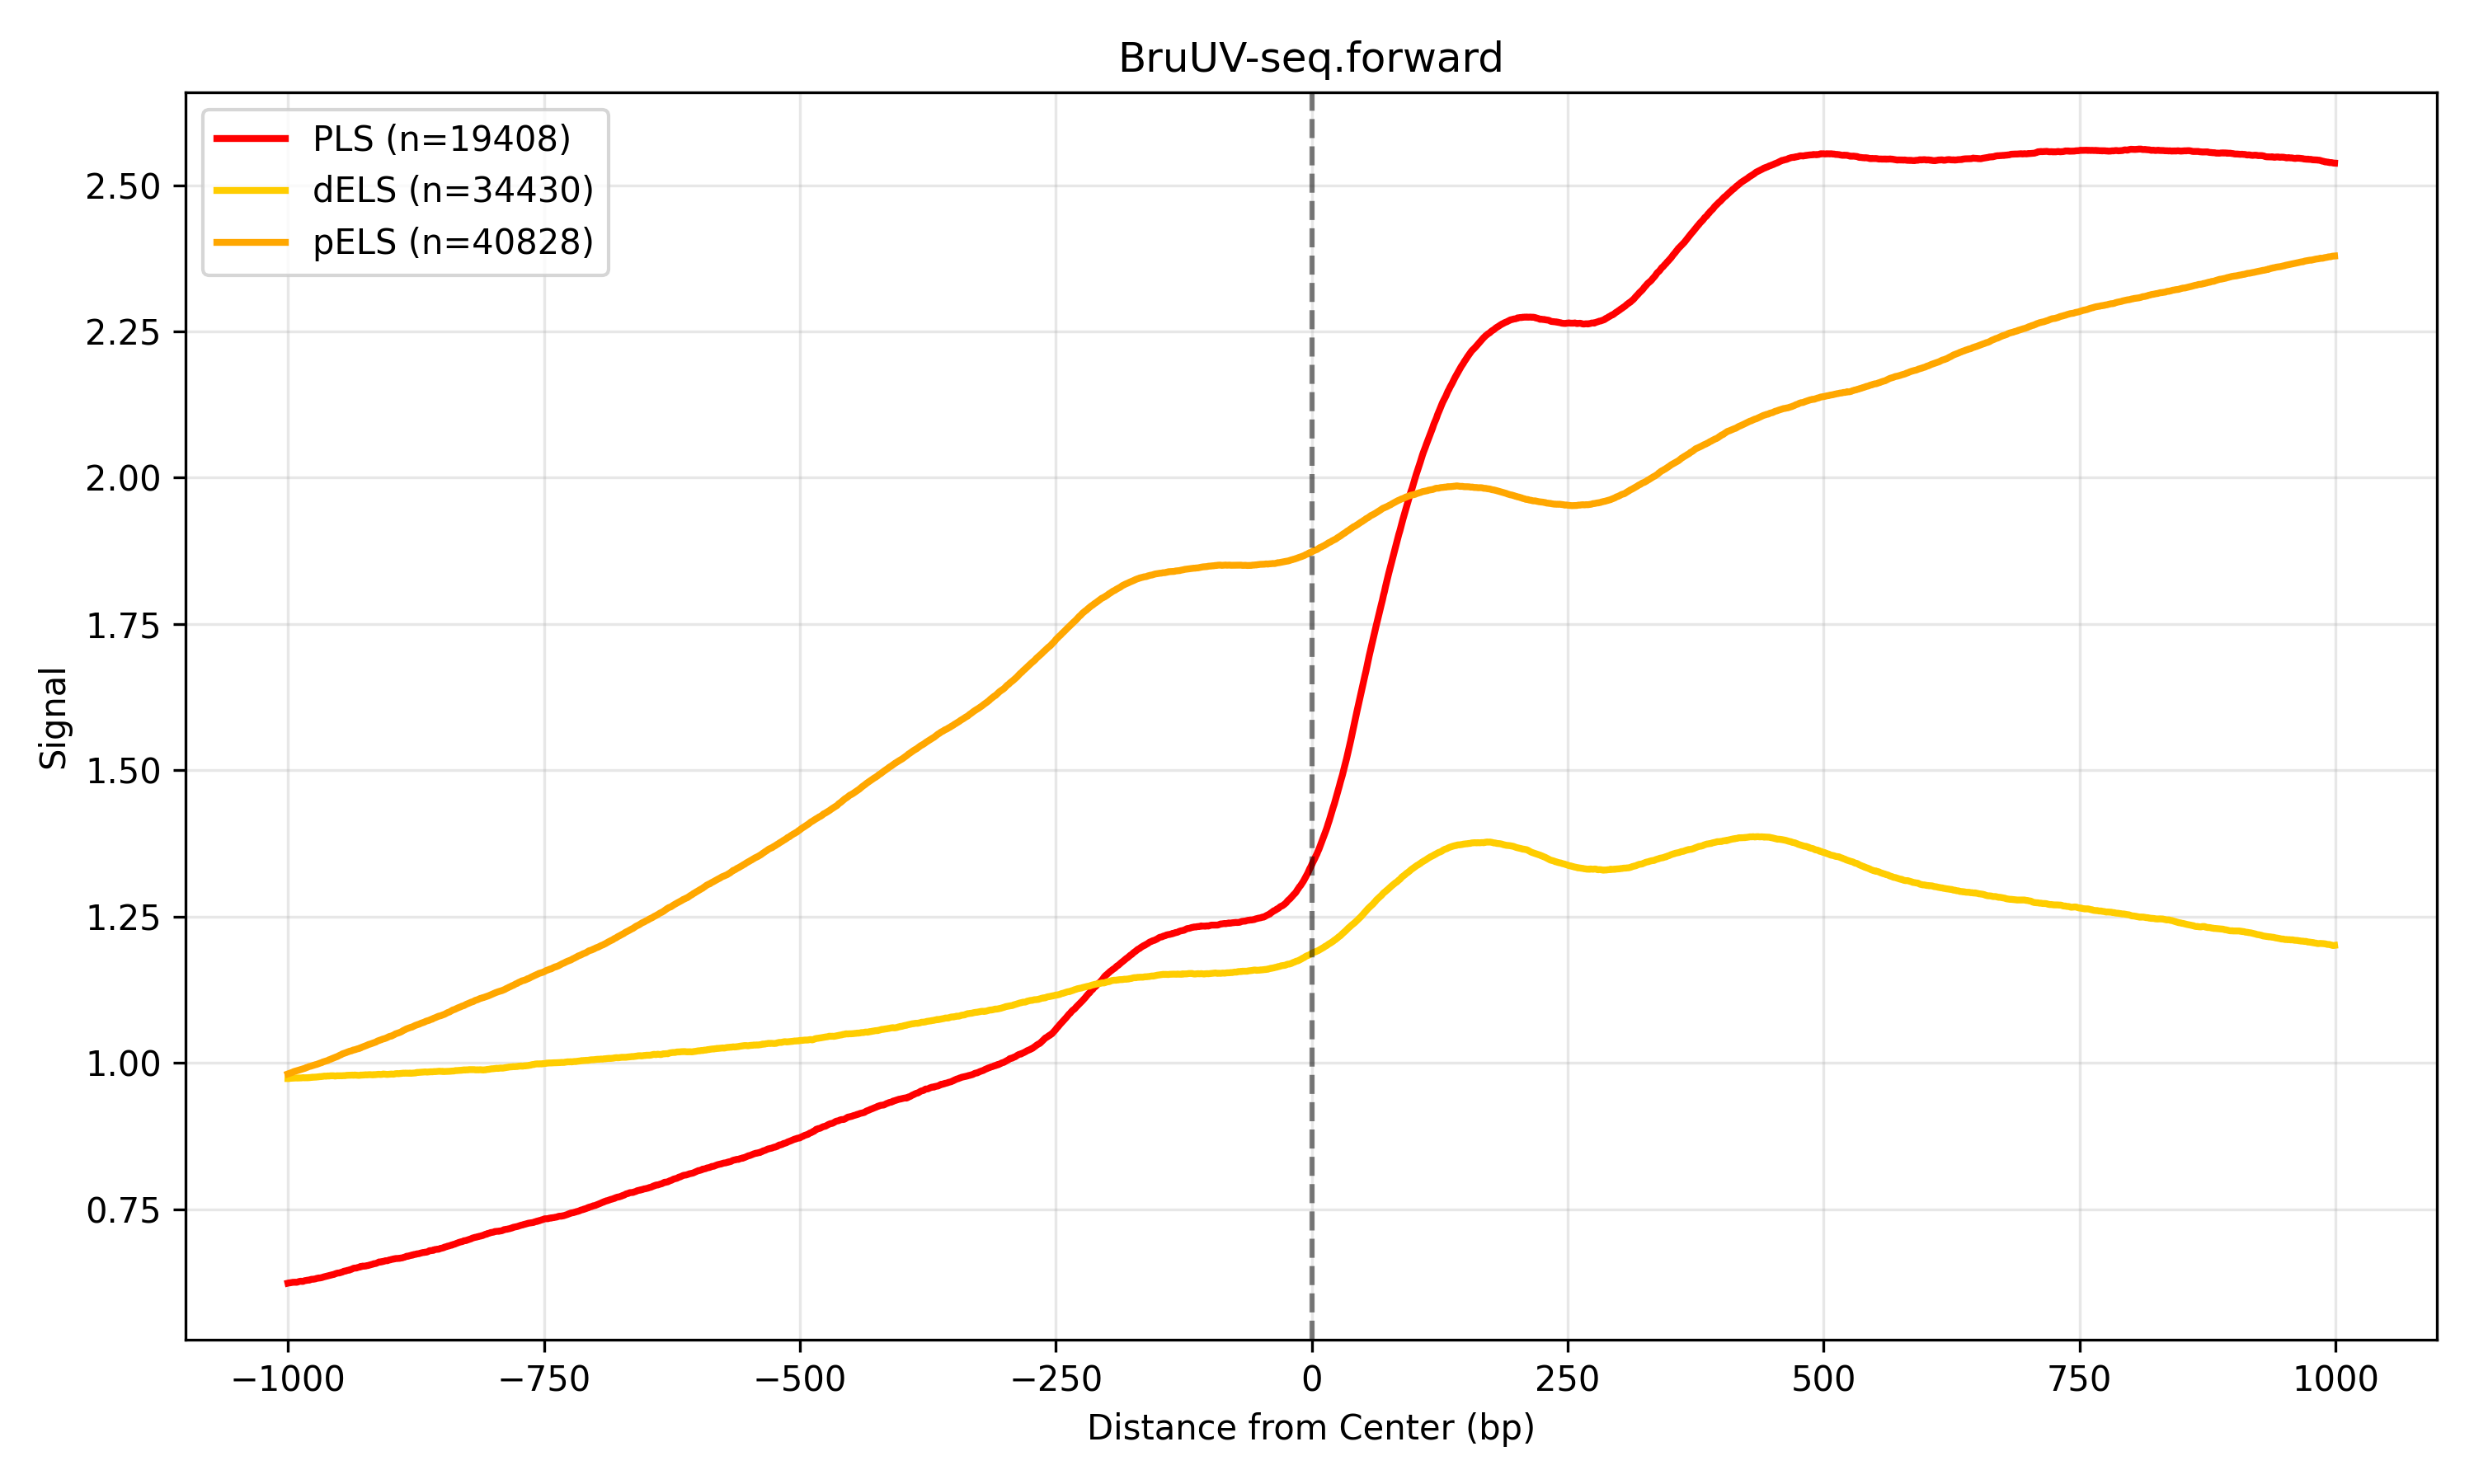 BruUV-seq.forward
PLS (n=19408)
dELS (n=34430)
pELS (n=40828)
Signal
2.50
2.25
2.00
1.75
1.50
1.25
1.00
0.75
−1000 −750 −500 −250 0 250 500 750 1000
Distance from Center (bp)